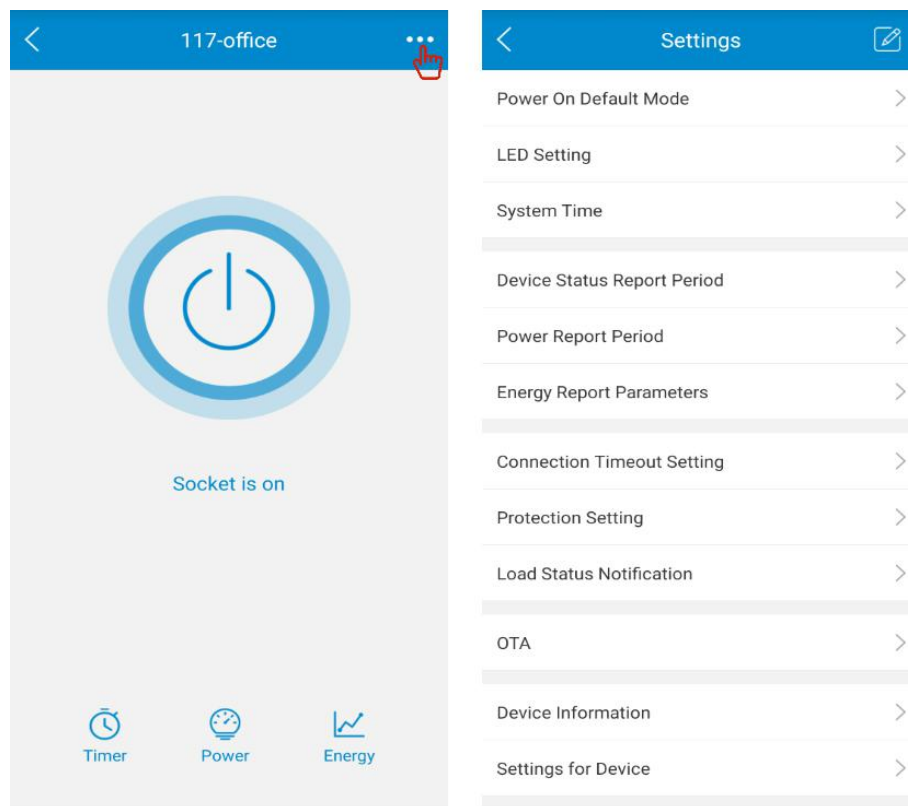 117-office
Socket is on
Timer
Power
Energy
Settings
Power On Default Mode
LED Setting
System Time
Device Status Report Period
Power Report Period
Energy Report Parameters
Connection Timeout Setting
Protection Setting
Load Status Notification
OTA
Device Information
Settings for Device